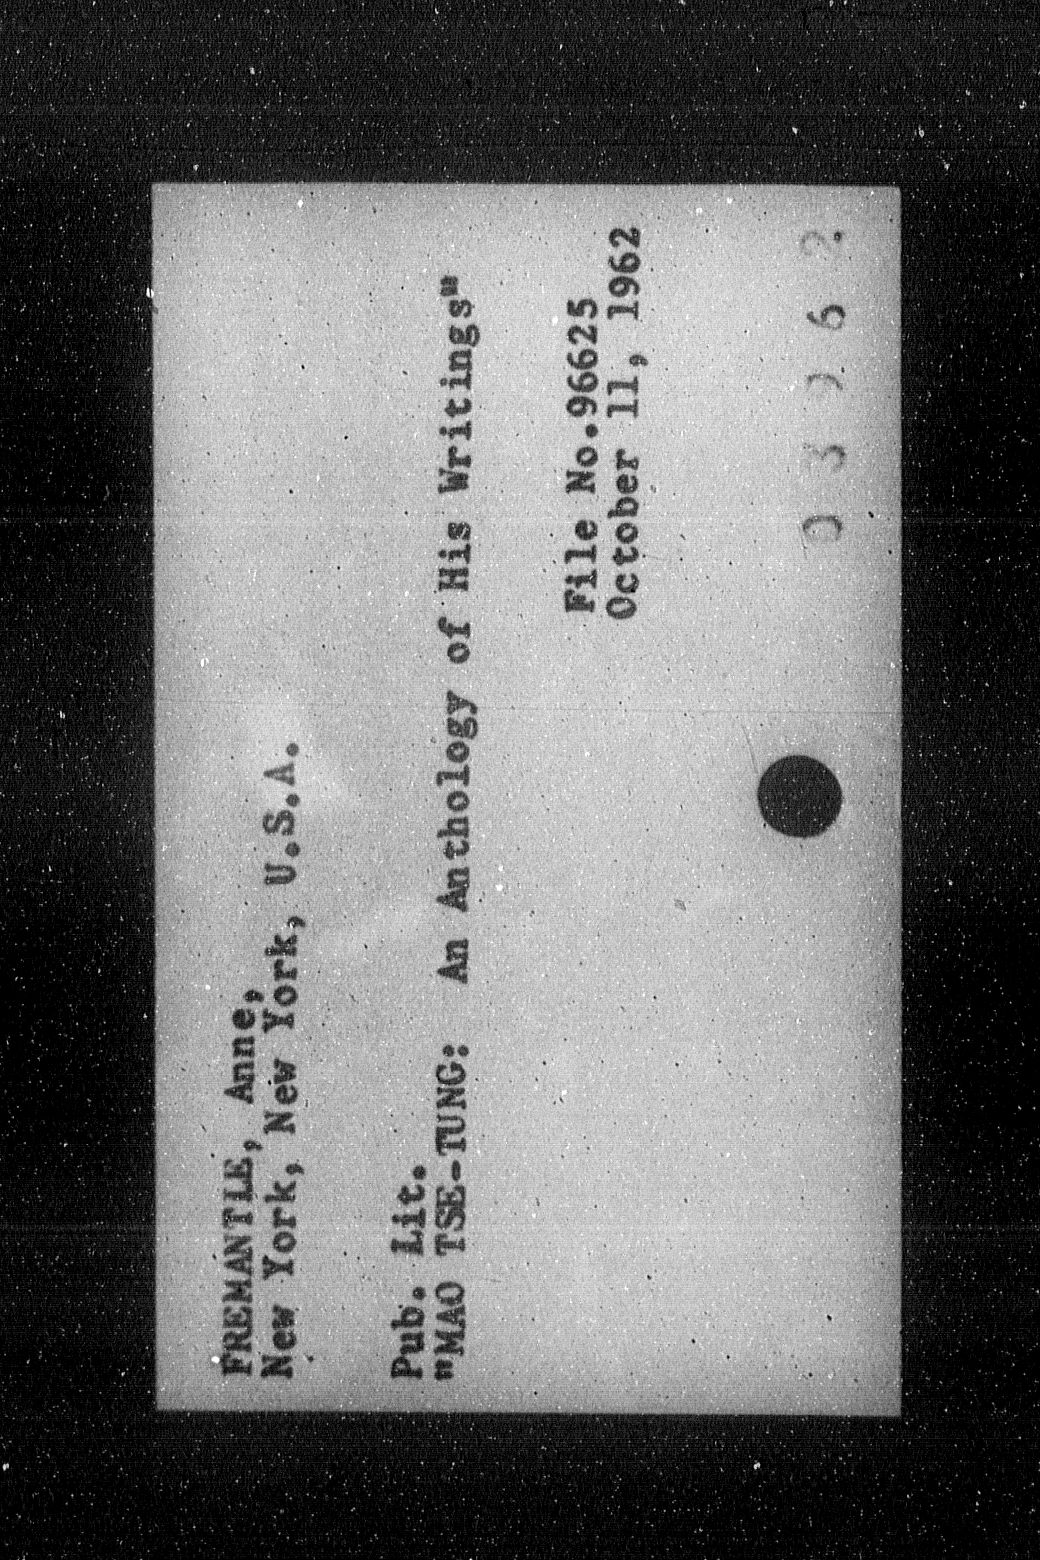 FREMANTLE, Anne,
New York, New York, U.S.A.
Pub. Lit.
"MAO TSE-TUNG: An Anthology of His Writings"
File No.96625
October 11, 1962